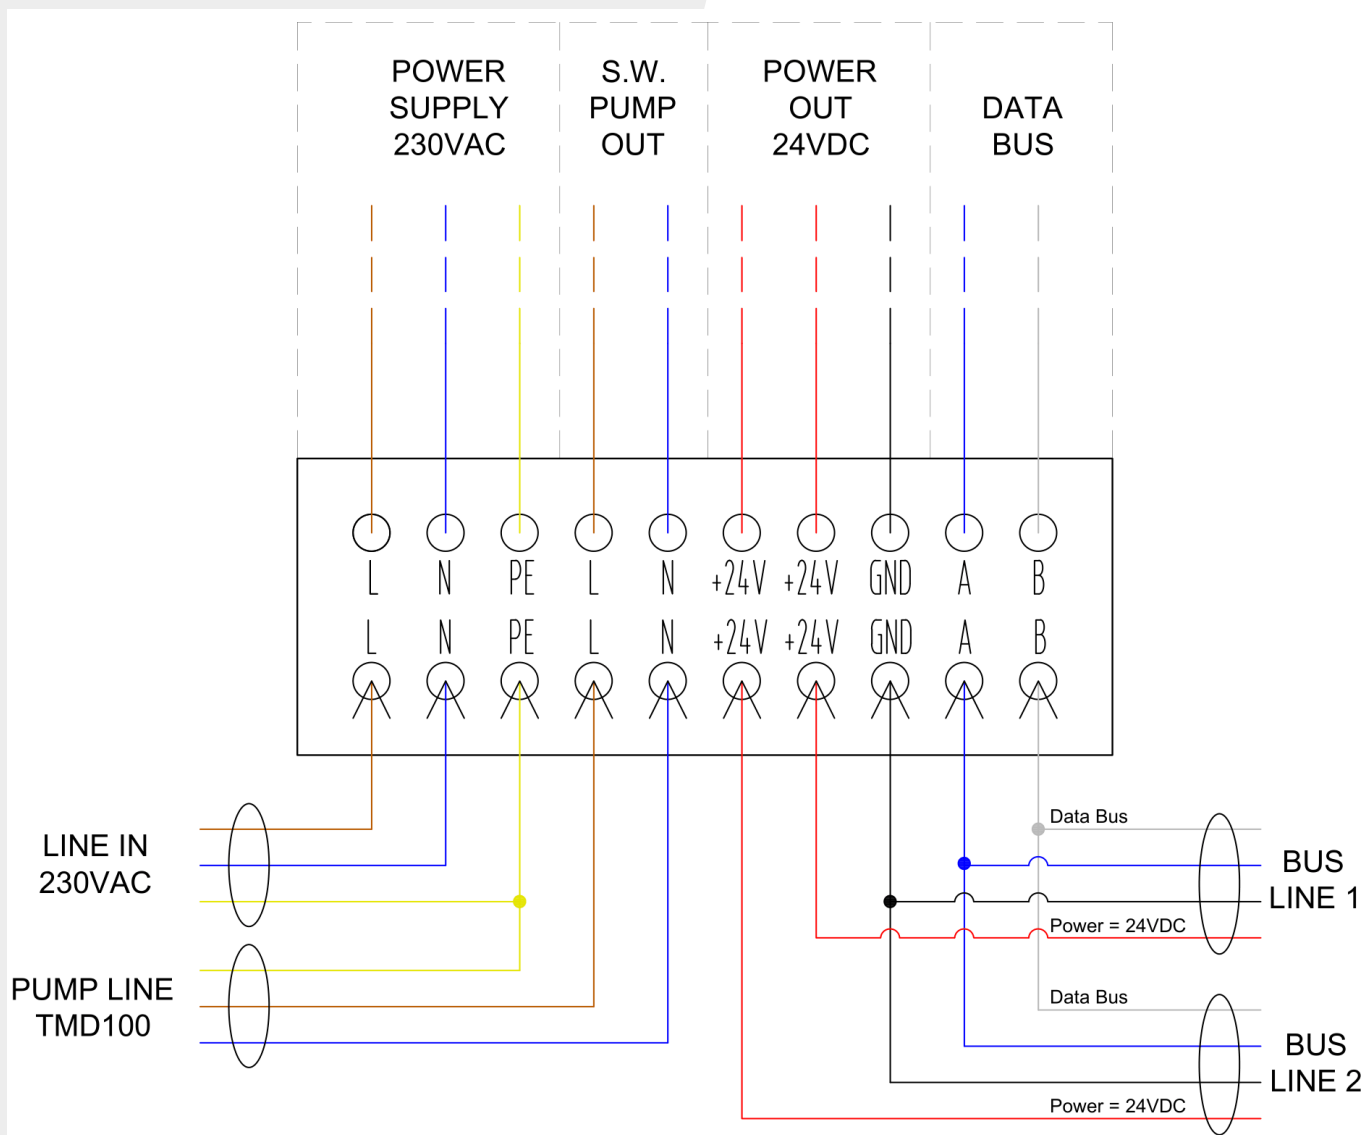 POWER
SUPPLY
230VAC
S.W.
PUMP
OUT
POWER
OUT
24VDC
DATA
BUS
L N PE L N +24V +24V GND A B
L N PE L N +24V +24V GND A B
LINE IN
230VAC
PUMP LINE
TMD100
Data Bus
BUS
LINE 1
Power = 24VDC
Data Bus
BUS
LINE 2
Power = 24VDC